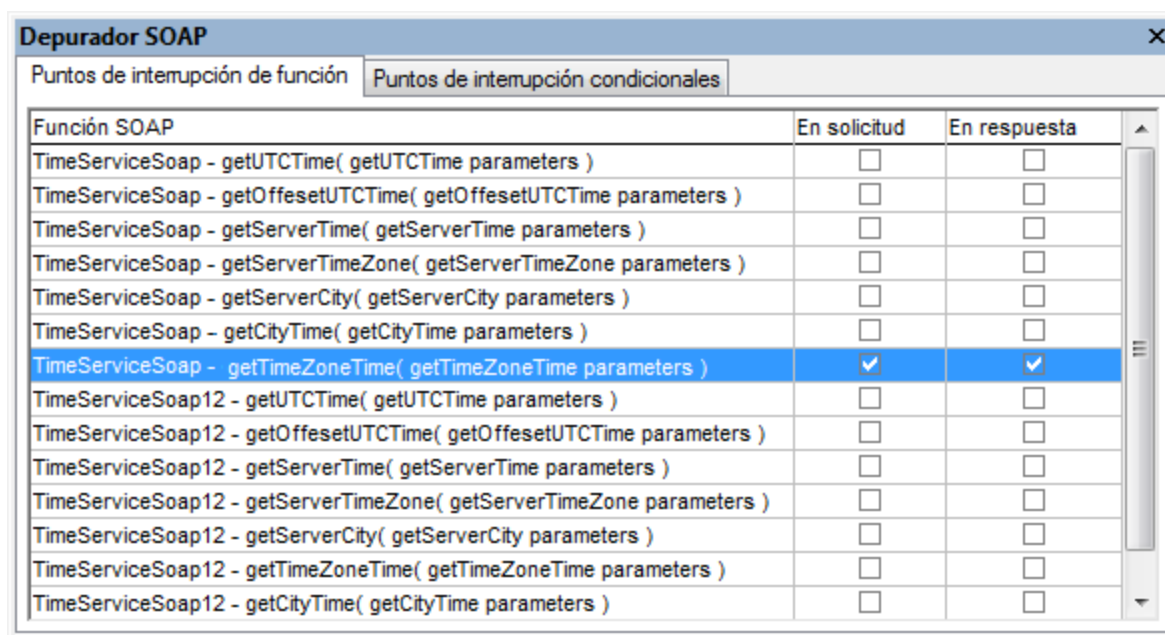 Depurador SOAP
Puntos de interrupción de función Puntos de interrupción condicionales
Función SOAP En solicitud En respuesta
TimeServiceSoap - getUTCTime( getUTCTime parameters )
TimeServiceSoap - getOffesetUTCTime( getOffesetUTCTime parameters )
TimeServiceSoap - getServerTime( getServerTime parameters )
TimeServiceSoap - getServerTimeZone( getServerTimeZone parameters )
TimeServiceSoap - getServerCity( getServerCity parameters )
TimeServiceSoap - getCityTime( getCityTime parameters )
TimeServiceSoap - getTimeZoneTime( getTimeZoneTime parameters )
TimeServiceSoap12 - getUTCTime( getUTCTime parameters )
TimeServiceSoap12 - getOffesetUTCTime( getOffesetUTCTime parameters )
TimeServiceSoap12 - getServerTime( getServerTime parameters )
TimeServiceSoap12 - getServerTimeZone( getServerTimeZone parameters )
TimeServiceSoap12 - getServerCity( getServerCity parameters )
TimeServiceSoap12 - getTimeZoneTime( getTimeZoneTime parameters )
TimeServiceSoap12 - getCityTime( getCityTime parameters )